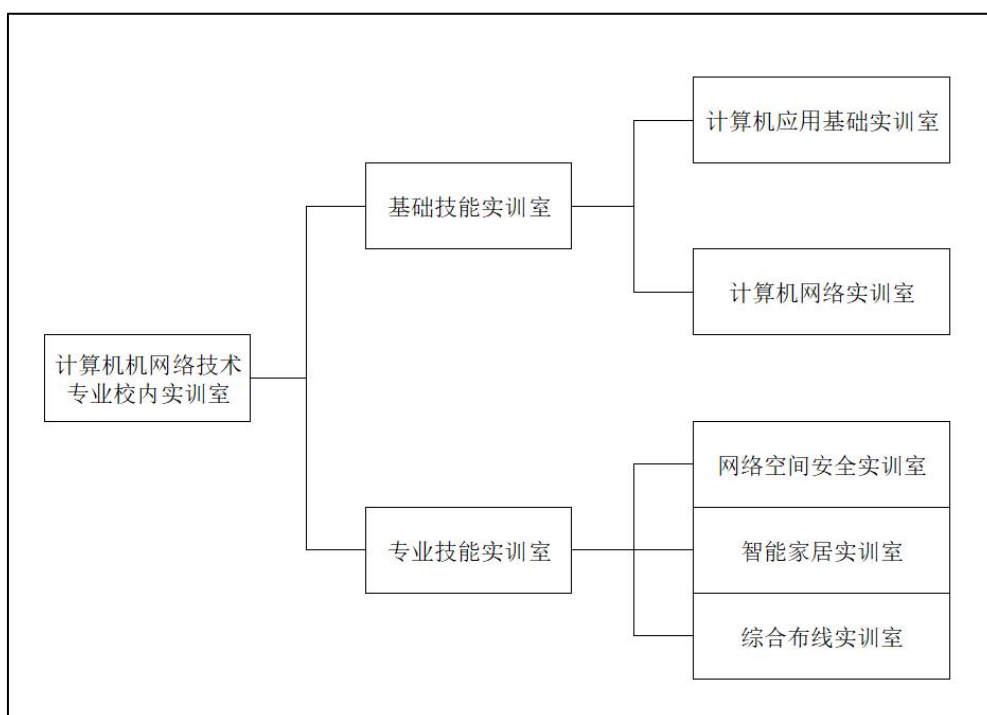 计算机应用基础实训室
基础技能实训室
计算机网络实训室
计算机机网络技术
专业校内实训室
网络空间安全实训室
专业技能实训室
智能家居实训室
综合布线实训室